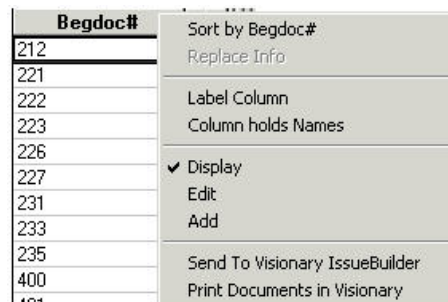 Begdoc#
212
221
222
223
226
227
231
233
235
400
Sort by Begdoc#
Replace Info
Label Column
Column holds Names
Display
Edit
Add
Send To Visionary IssueBuilder
Print Documents in Visionary